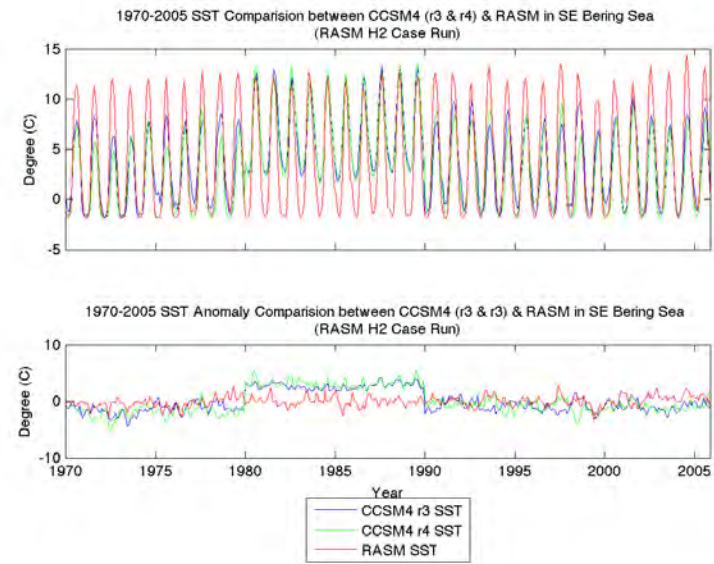 1970-2005 SST Comparision between CCSM4 (r3 & r4) & RASM in SE Bering Sea
(RASM H2 Case Run)
15
10
5
0
-5
Degree (C)
1970-2005 SST Anomaly Comparision between CCSM4 (r3 & r3) & RASM in SE Bering Sea
(RASM H2 Case Run)
10
0
-10
Degree (C)
1970 1975 1980 1985 1990 1995 2000 2005
Year
CCSM4 r3 SST
CCSM4 r4 SST
RASM SST